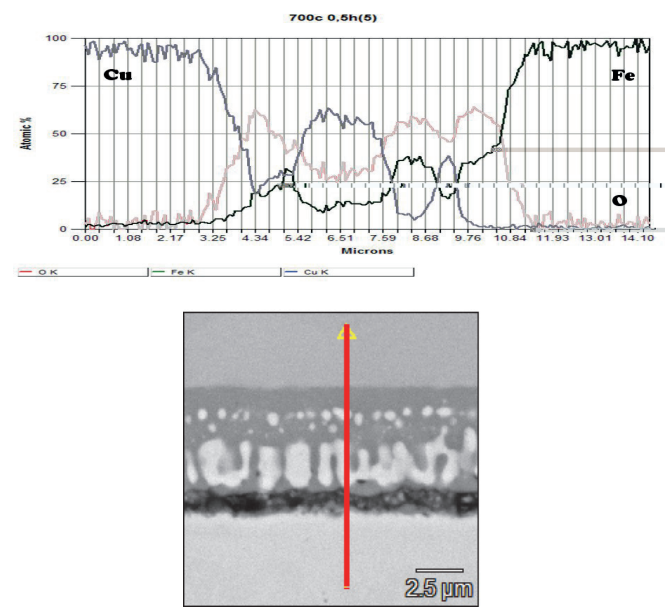 700c 0,5h(5)
100
Cu
Fe
75
50
25
O
0
Atomic %
0.00 1.08 2.17 3.25 4.34 5.42 6.51 7.59 8.68 9.76 10.84 11.93 13.01 14.10
Microns
O K Fe K Cu K
2.5 µm